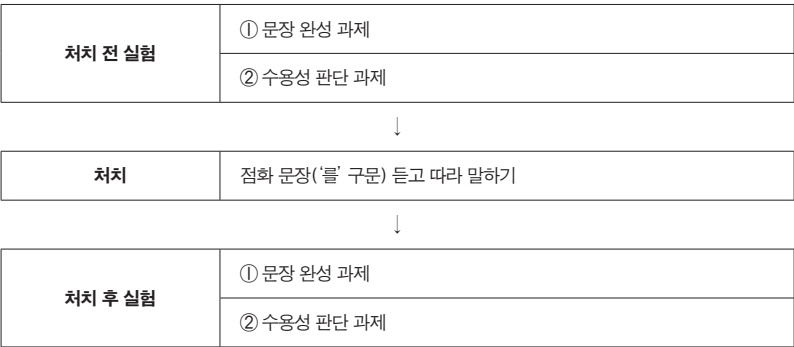 처치 전 실험
① 문장 완성 과제
② 수용성 판단 과제
↓
처치
점화 문장(‘를’ 구문) 듣고 따라 말하기
↓
처치 후 실험
① 문장 완성 과제
② 수용성 판단 과제